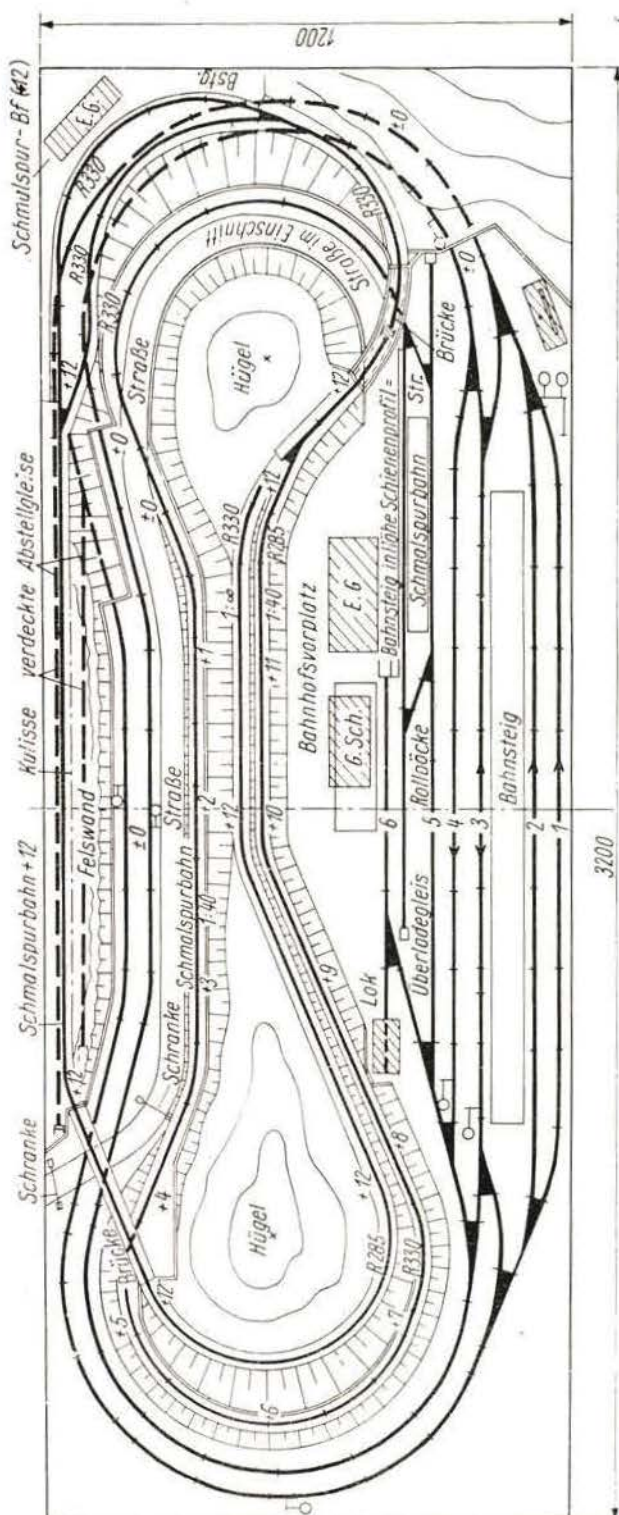 Schranke
Schmalspurbahn +12
Kulisse
verdeckte Abstellgleise
Schmalspur-Bf (+12)
1200
E.G.
Bstg.
R330
R330
R330
+12
+12
Felswand
±0
±0
±0
Straße
Straße im Einschnitt
R330
±0
Hügel
Brücke
+5
+4
Schranke
+3
1:40
Schmalspurbahn
Straße
+2
+1
+12
Hügel
+6
+7
R330
R285
+12
+8
+9
+12
+10
1:∞
+11
1:40
R330
R285
+12
+12
Bahnhofsvorplatz
Lok
G.Sch.
E.G
Bahnsteig in Höhe Schienenprofil =
Str.
Brücke
±0
6
Überladegleis
Rollböcke
Schmalspurbahn
5
4
3
Bahnsteig
2
1
3200